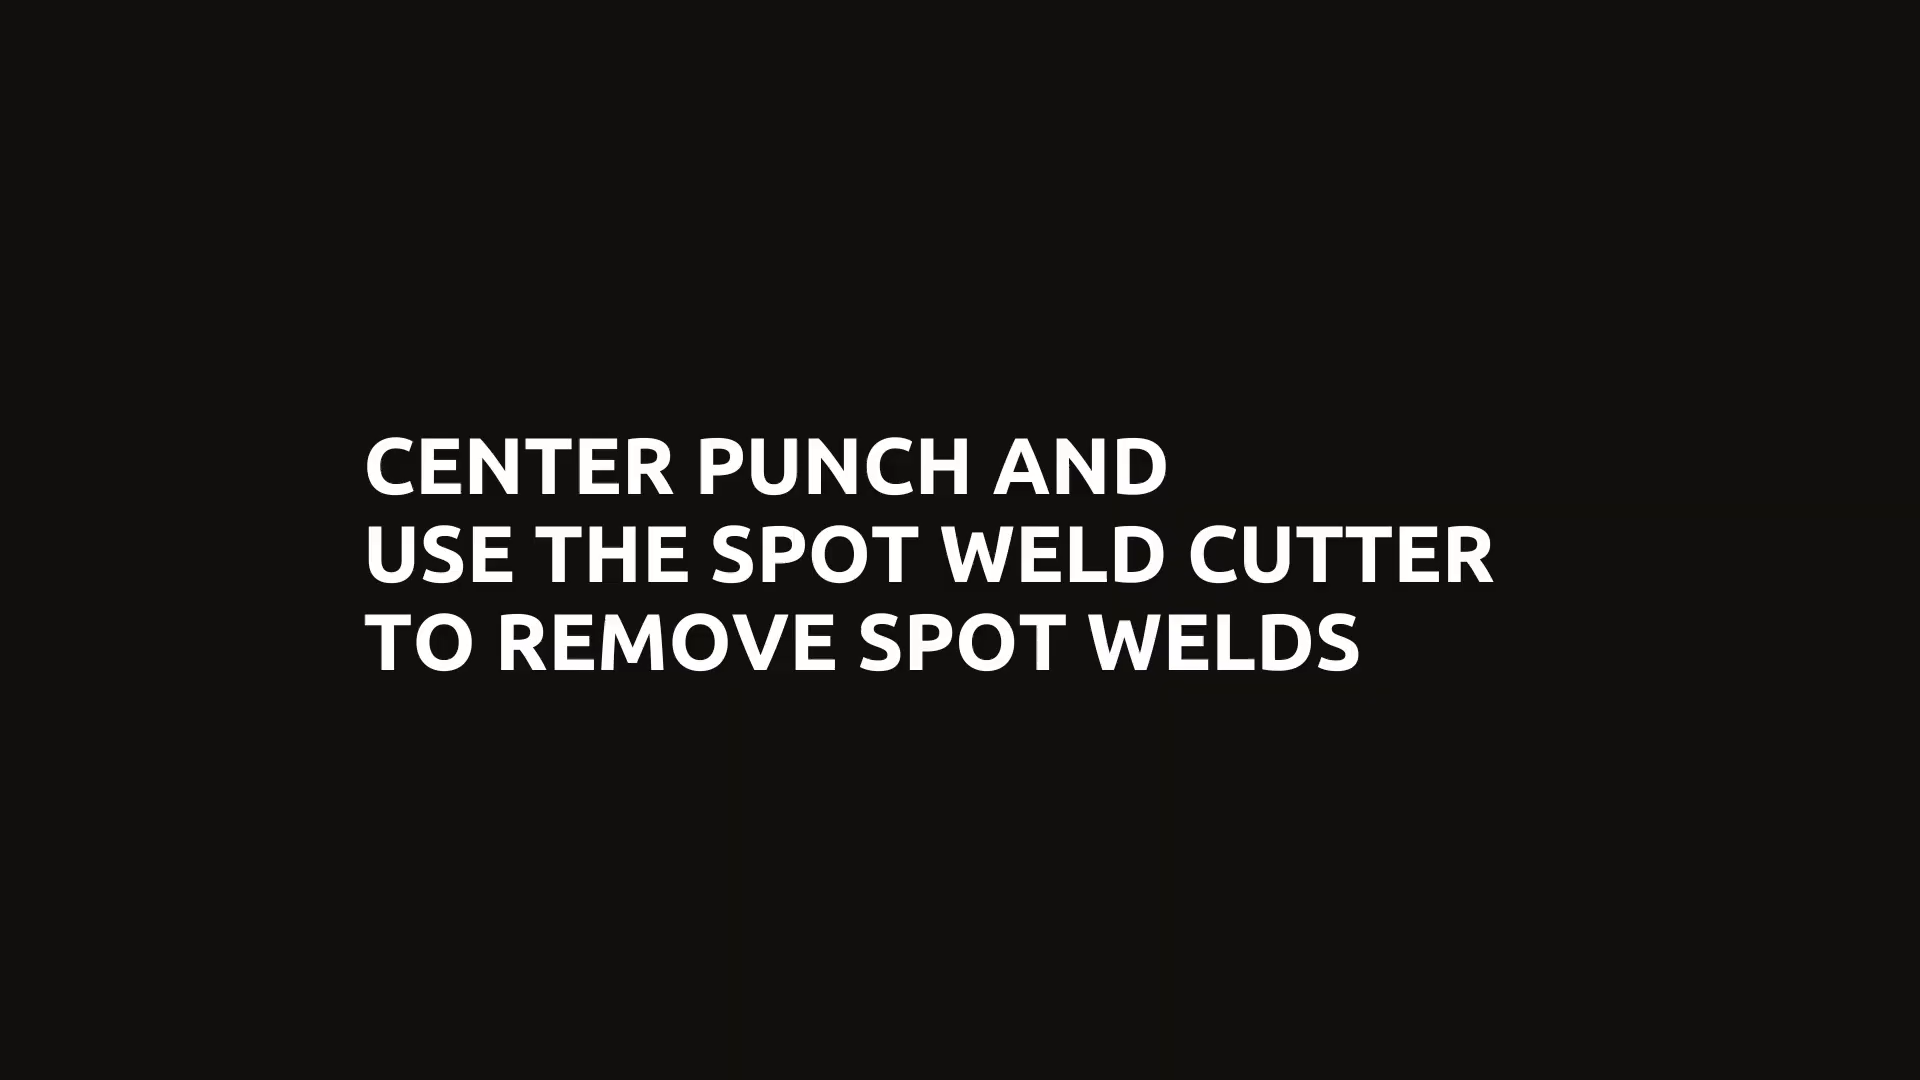 CENTER PUNCH AND
USE THE SPOT WELD CUTTER
TO REMOVE SPOT WELDS